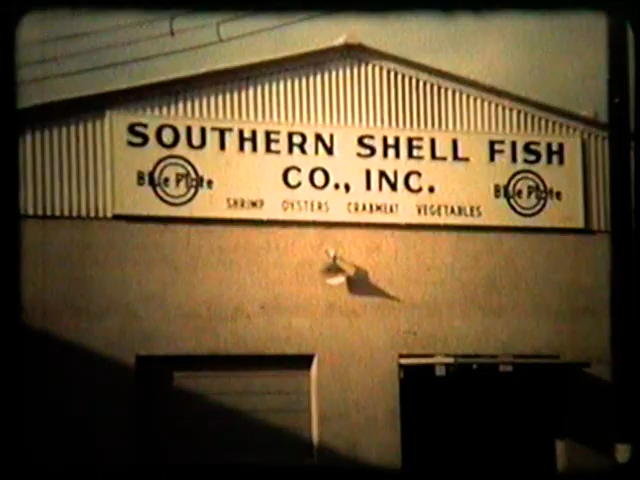 SOUTHERN SHELL FISH
CO., INC.
Blue Plate
Blue Plate
SHRIMP OYSTERS CRABMEAT VEGETABLES